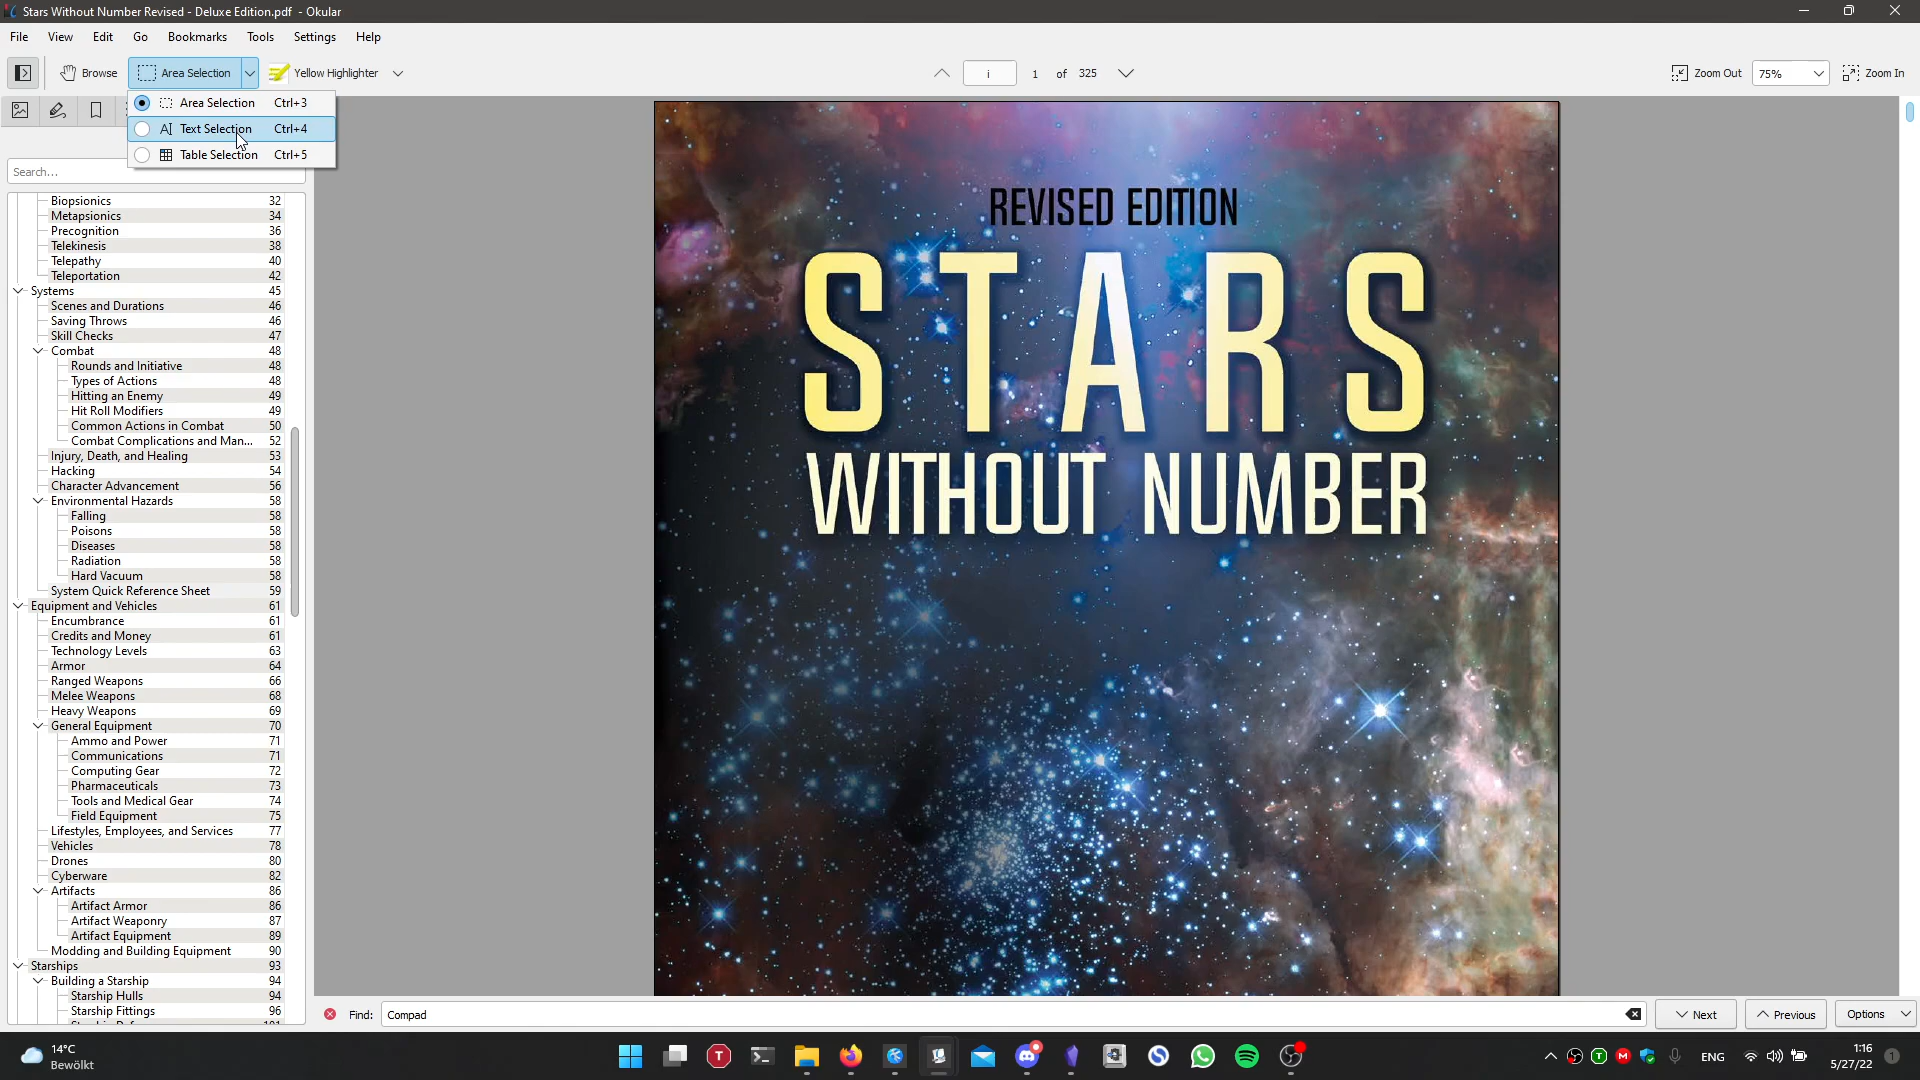 Stars Without Number Revised - Deluxe Edition.pdf - Okular
File View Edit Go Bookmarks Tools Settings Help
Browse Area Selection Yellow Highlighter i 1 of 325 Zoom Out 75% Zoom In
Area Selection Ctrl+3
Text Selection Ctrl+4
Table Selection Ctrl+5
Search...
Biopsionics 32
Metapsionics 34
Precognition 36
Telekinesis 38
Telepathy 40
Teleportation 42
Systems 45
Scenes and Durations 46
Saving Throws 46
Skill Checks 47
Combat 48
Rounds and Initiative 48
Types of Actions 48
Hitting an Enemy 49
Hit Roll Modifiers 49
Common Actions in Combat 50
Combat Complications and Man... 52
Injury, Death, and Healing 53
Hacking 54
Character Advancement 56
Environmental Hazards 58
Falling 58
Poisons 58
Diseases 58
Radiation 58
Hard Vacuum 58
System Quick Reference Sheet 59
Equipment and Vehicles 61
Encumbrance 61
Credits and Money 61
Technology Levels 63
Armor 64
Ranged Weapons 66
Melee Weapons 68
Heavy Weapons 69
General Equipment 70
Ammo and Power 71
Communications 71
Computing Gear 72
Pharmaceuticals 73
Tools and Medical Gear 74
Field Equipment 75
Lifestyles, Employees, and Services 77
Vehicles 78
Drones 80
Cyberware 82
Artifacts 86
Artifact Armor 86
Artifact Weaponry 87
Artifact Equipment 89
Modding and Building Equipment 90
Starships 93
Building a Starship 94
Starship Hulls 94
Starship Fittings 96
REVISED EDITION
STARS
WITHOUT NUMBER
Find: Compad Next Previous Options
14°C
Bewölkt
ENG
1:16
5/27/22
1